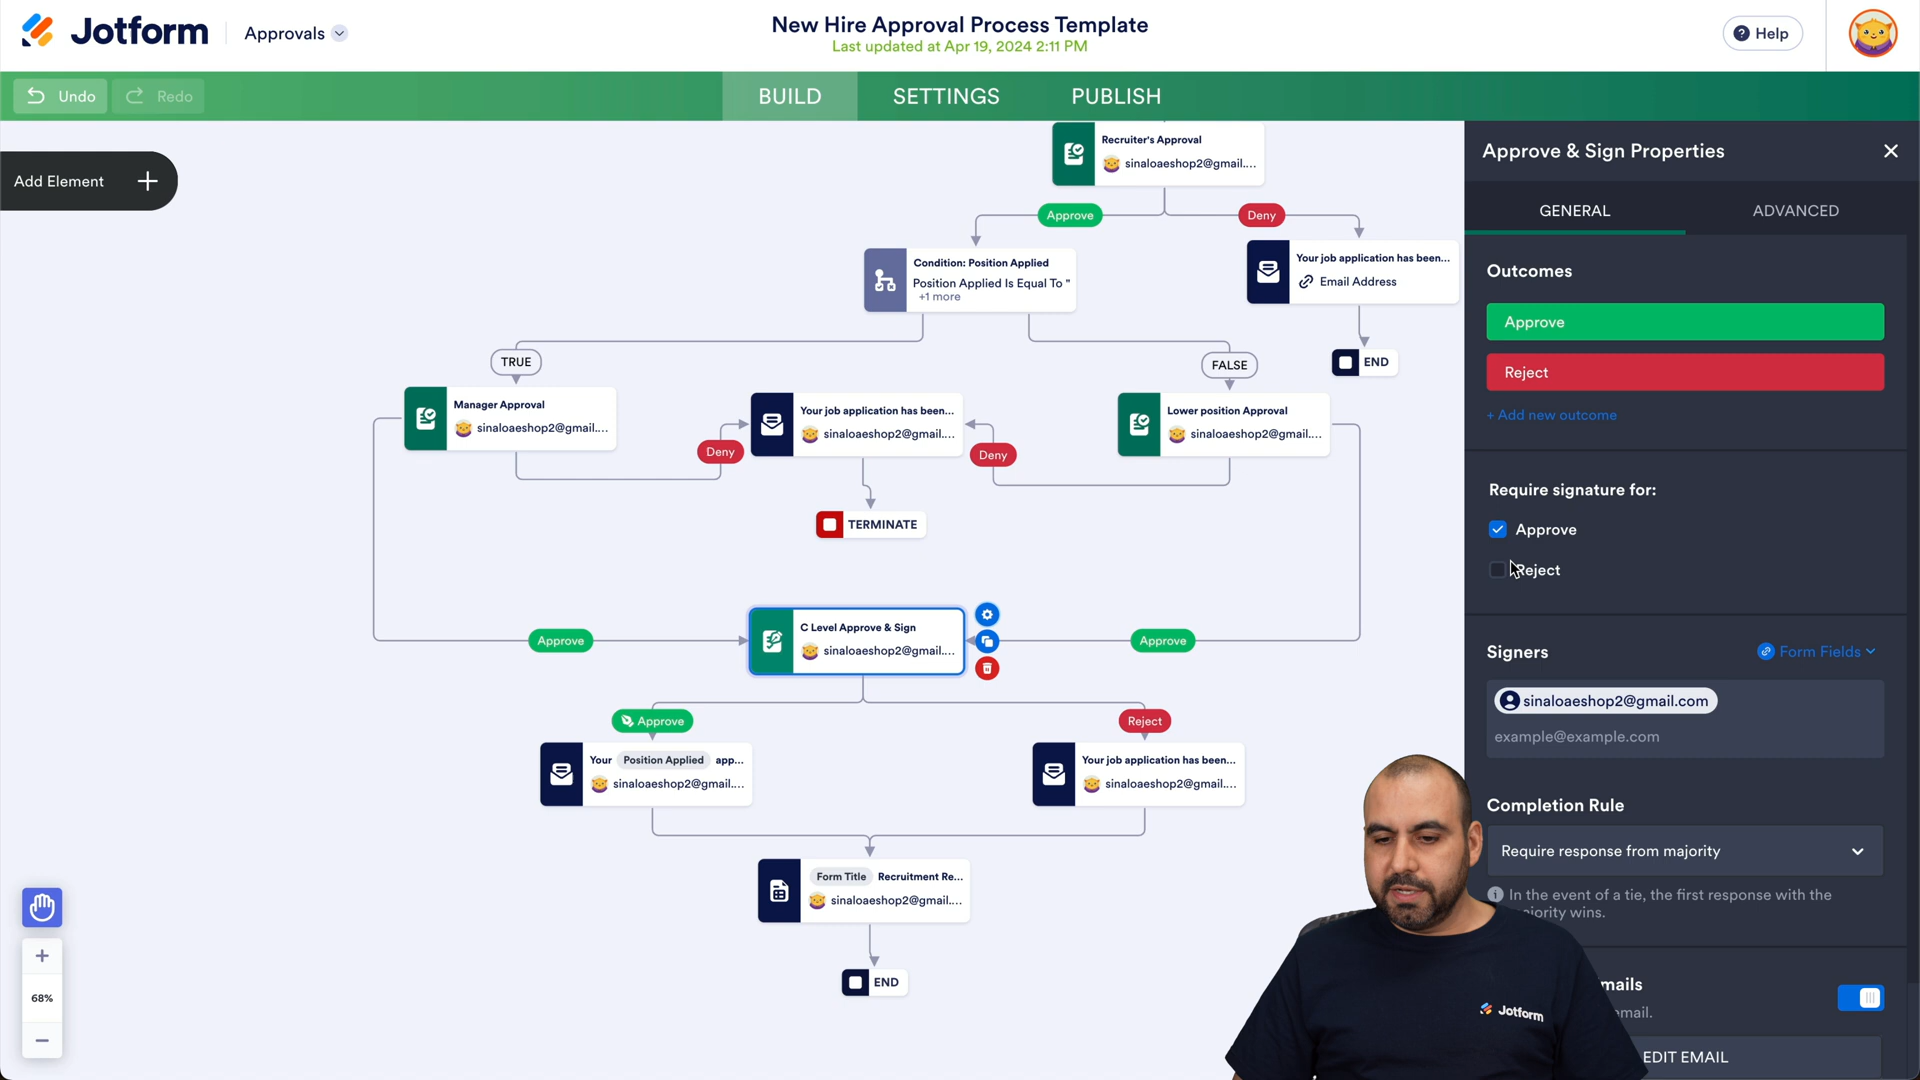 Jotform
Approvals
New Hire Approval Process Template
Last updated at Apr 19, 2024 2:11 PM
Help
Undo
Redo
BUILD
SETTINGS
PUBLISH
Add Element
Recruiter's Approval
sinaloaeshop2@gmail....
Approve
Deny
Condition: Position Applied
Position Applied Is Equal To "
+1 more
Your job application has been...
Email Address
END
TRUE
FALSE
Manager Approval
sinaloaeshop2@gmail....
Deny
Your job application has been...
sinaloaeshop2@gmail....
Deny
Lower position Approval
sinaloaeshop2@gmail....
TERMINATE
Approve
C Level Approve & Sign
sinaloaeshop2@gmail....
Approve
Approve
Reject
Your Position Applied app...
sinaloaeshop2@gmail....
Your job application has been...
sinaloaeshop2@gmail....
Form Title Recruitment Re...
sinaloaeshop2@gmail....
END
68%
Approve & Sign Properties
GENERAL
ADVANCED
Outcomes
Approve
Reject
+ Add new outcome
Require signature for:
Approve
Reject
Signers
Form Fields
sinaloaeshop2@gmail.com
example@example.com
Completion Rule
Require response from majority
In the event of a tie, the first response with the
wins.
EDIT EMAIL
Jotform